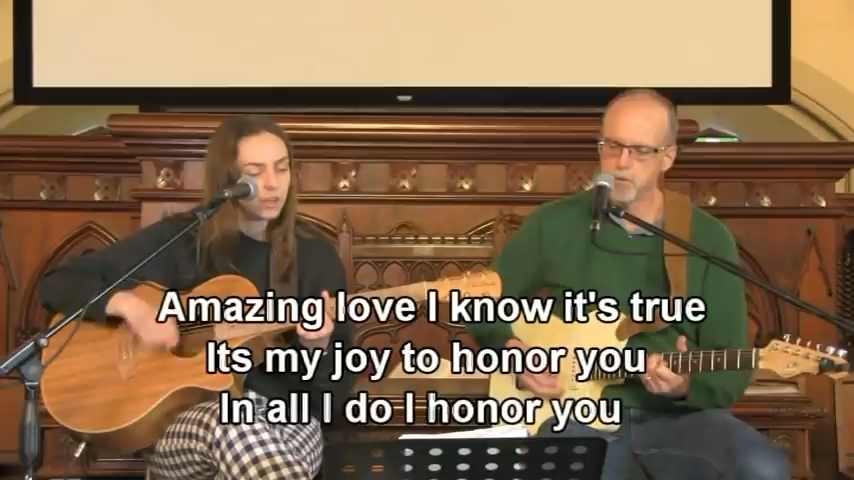 Amazing love I know it's true
Its my joy to honor you
In all I do I honor you